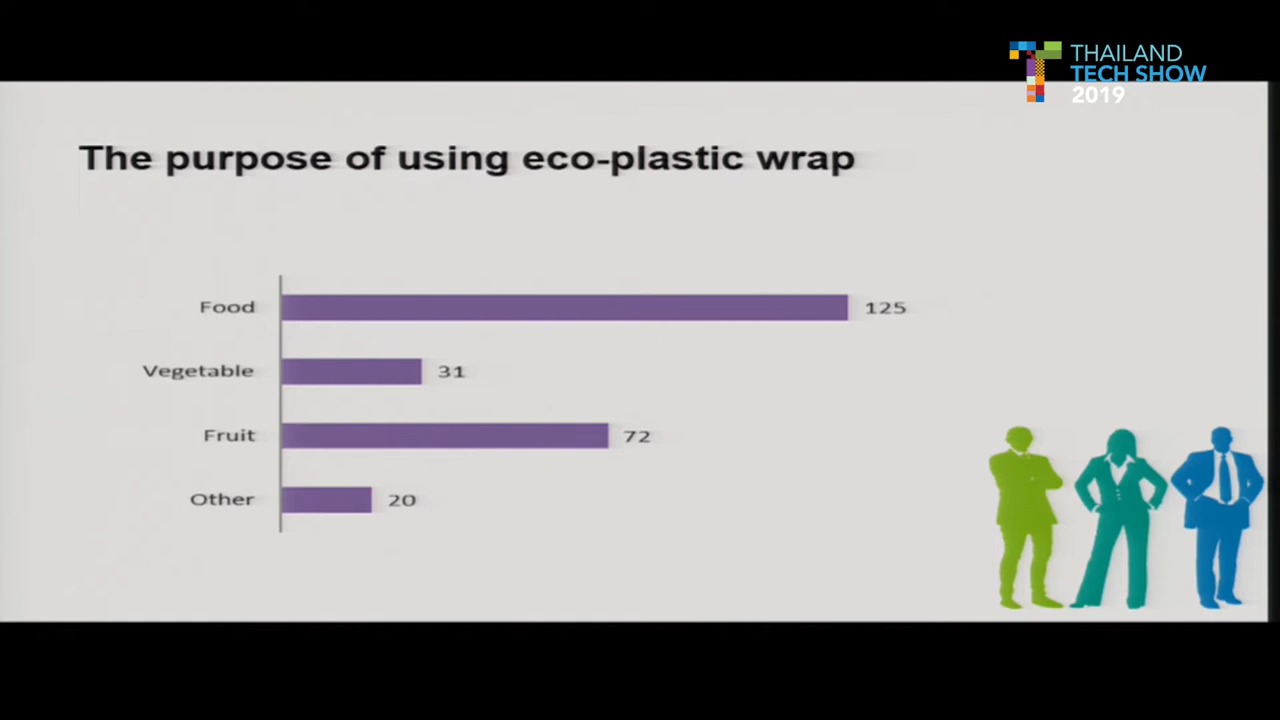 THAILAND
TECH SHOW
2019
The purpose of using eco-plastic wrap
Food 125
Vegetable 31
Fruit 72
Other 20